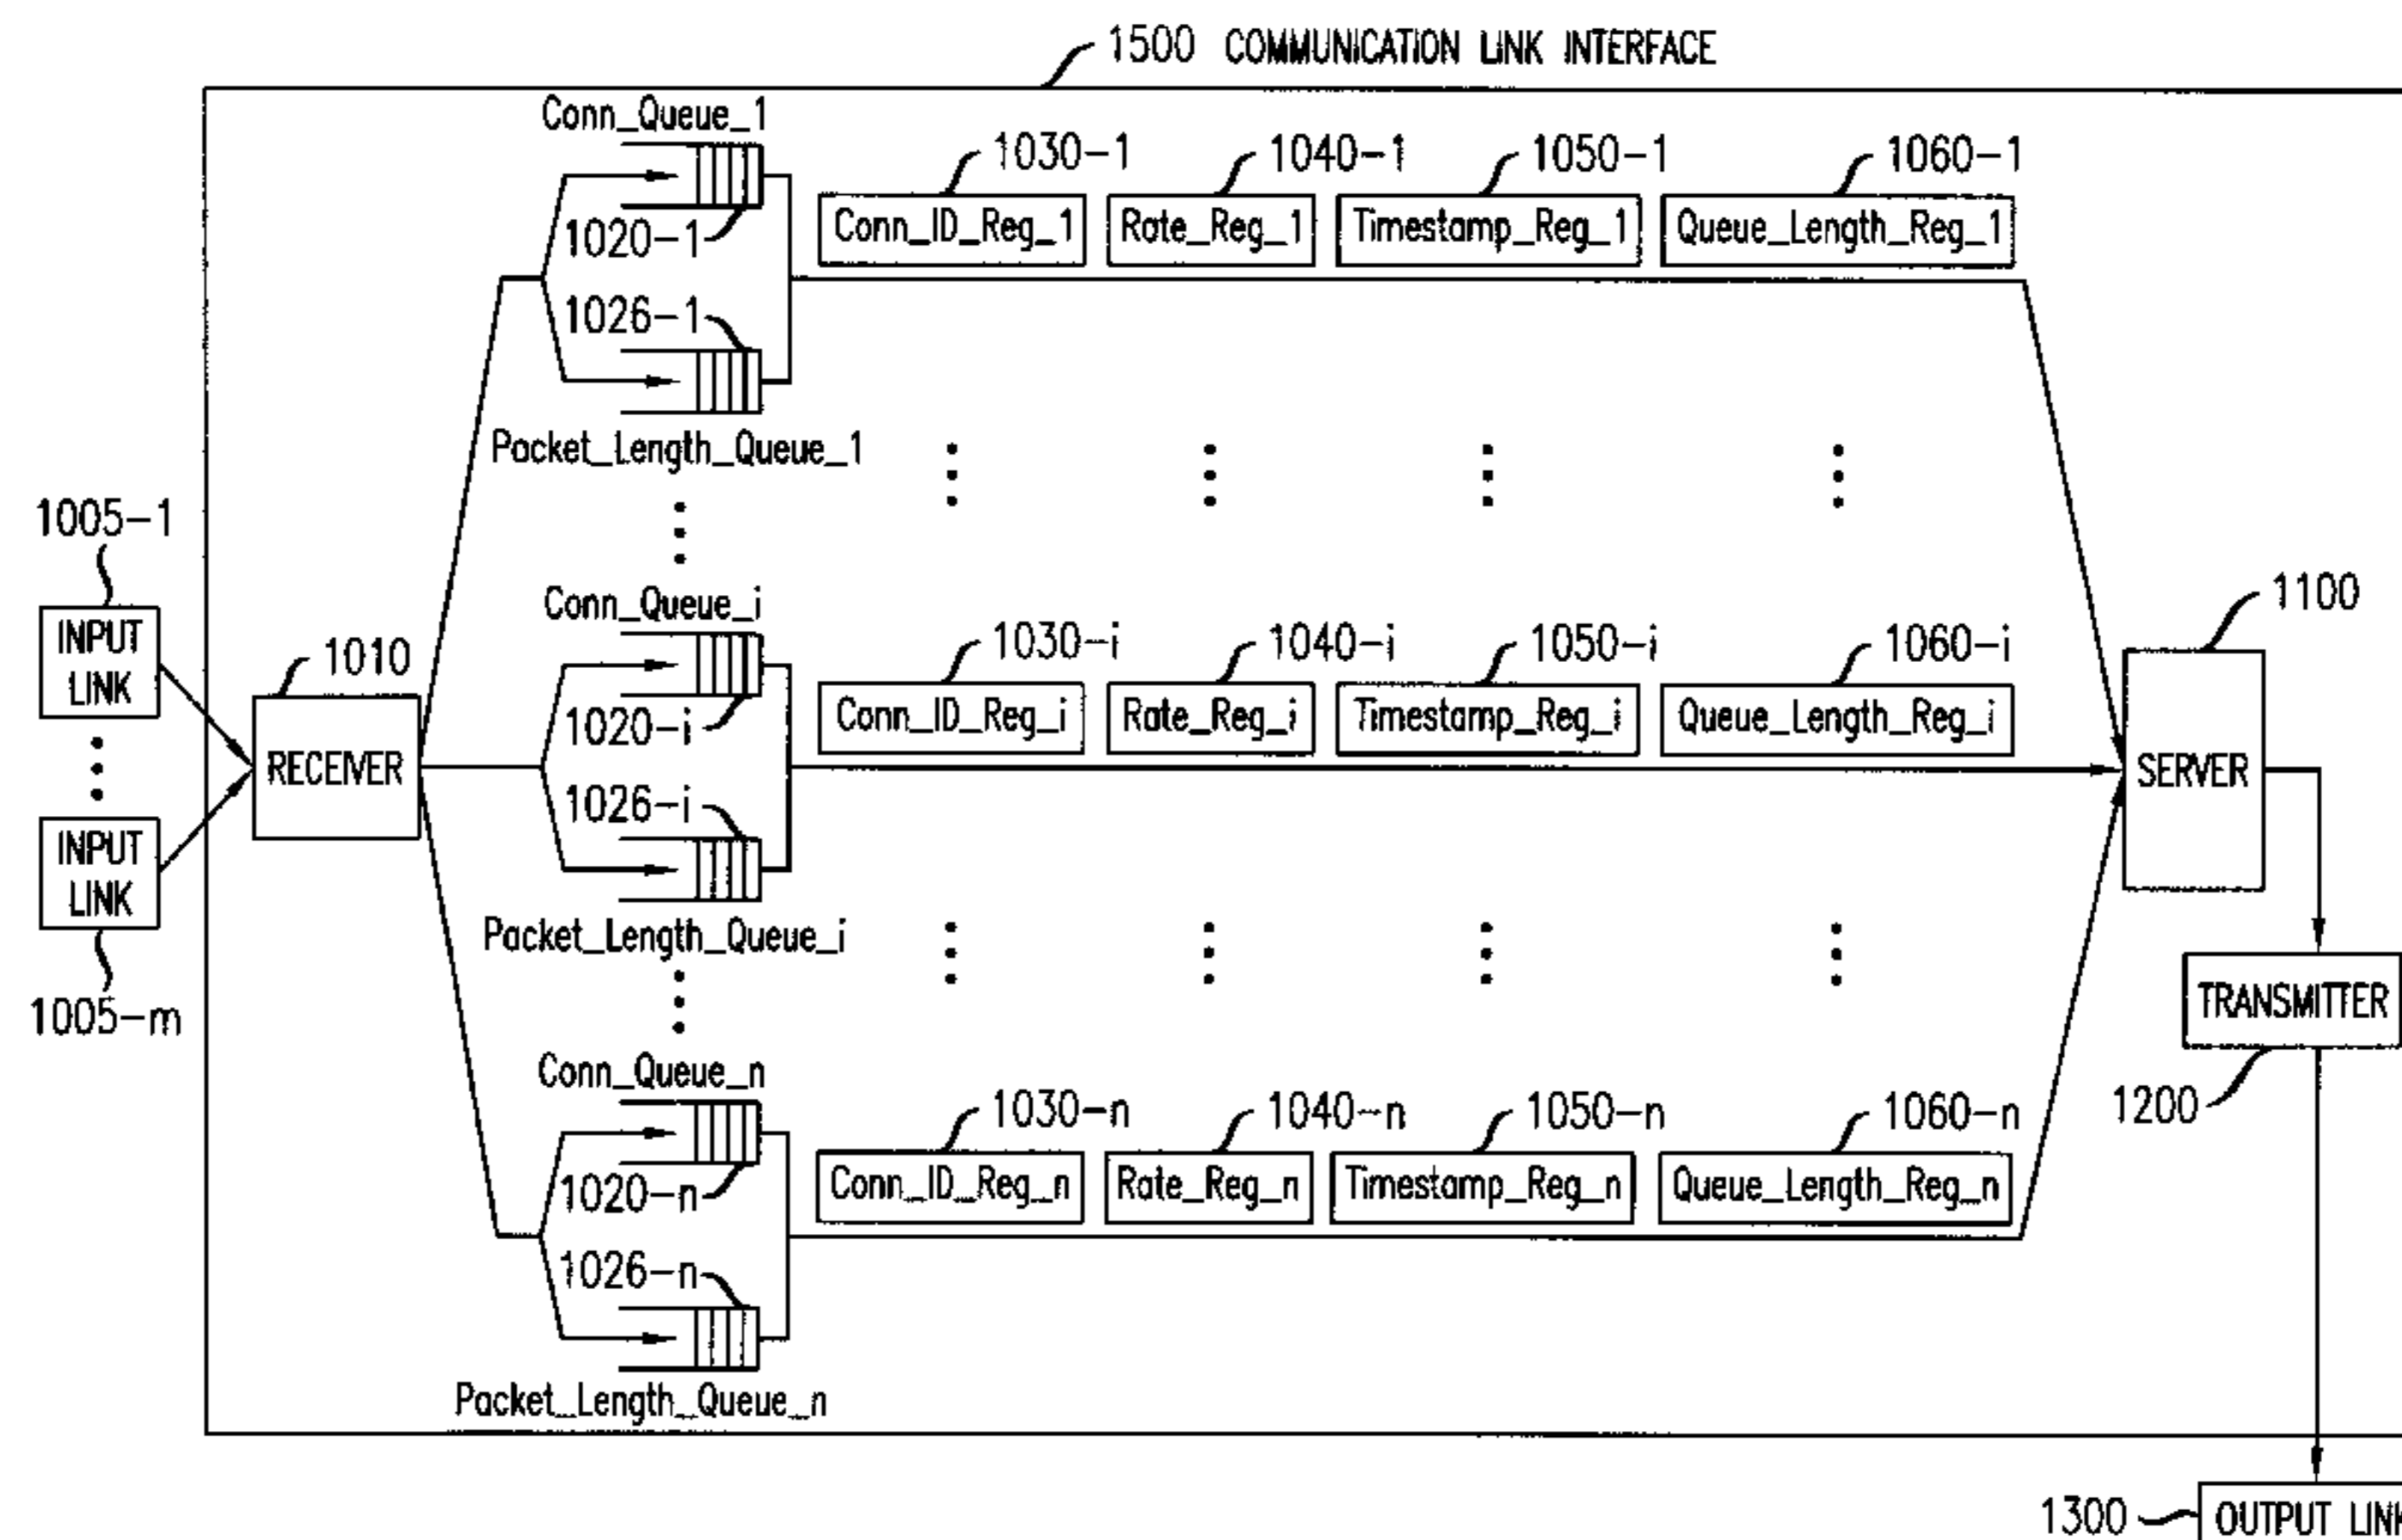 1500 COMMUNICATION LINK INTERFACE
Conn_Queue_1
1030-1 1040-1 1050-1 1060-1
Conn_ID_Reg_1 Rate_Reg_1 Timestamp_Reg_1 Queue_Length_Reg_1
1020-1
1026-1
Packet_Length_Queue_1
1005-1
INPUT LINK
1010
RECEIVER
INPUT LINK
1005-m
Conn_Queue_i
1030-i 1040-i 1050-i 1060-i
Conn_ID_Reg_i Rate_Reg_i Timestamp_Reg_i Queue_Length_Reg_i
1020-i
1026-i
Packet_Length_Queue_i
1100
SERVER
TRANSMITTER
1200
Conn_Queue_n
1030-n 1040-n 1050-n 1060-n
Conn_ID_Reg_n Rate_Reg_n Timestamp_Reg_n Queue_Length_Reg_n
1020-n
1026-n
Packet_Length_Queue_n
1300 OUTPUT LINK